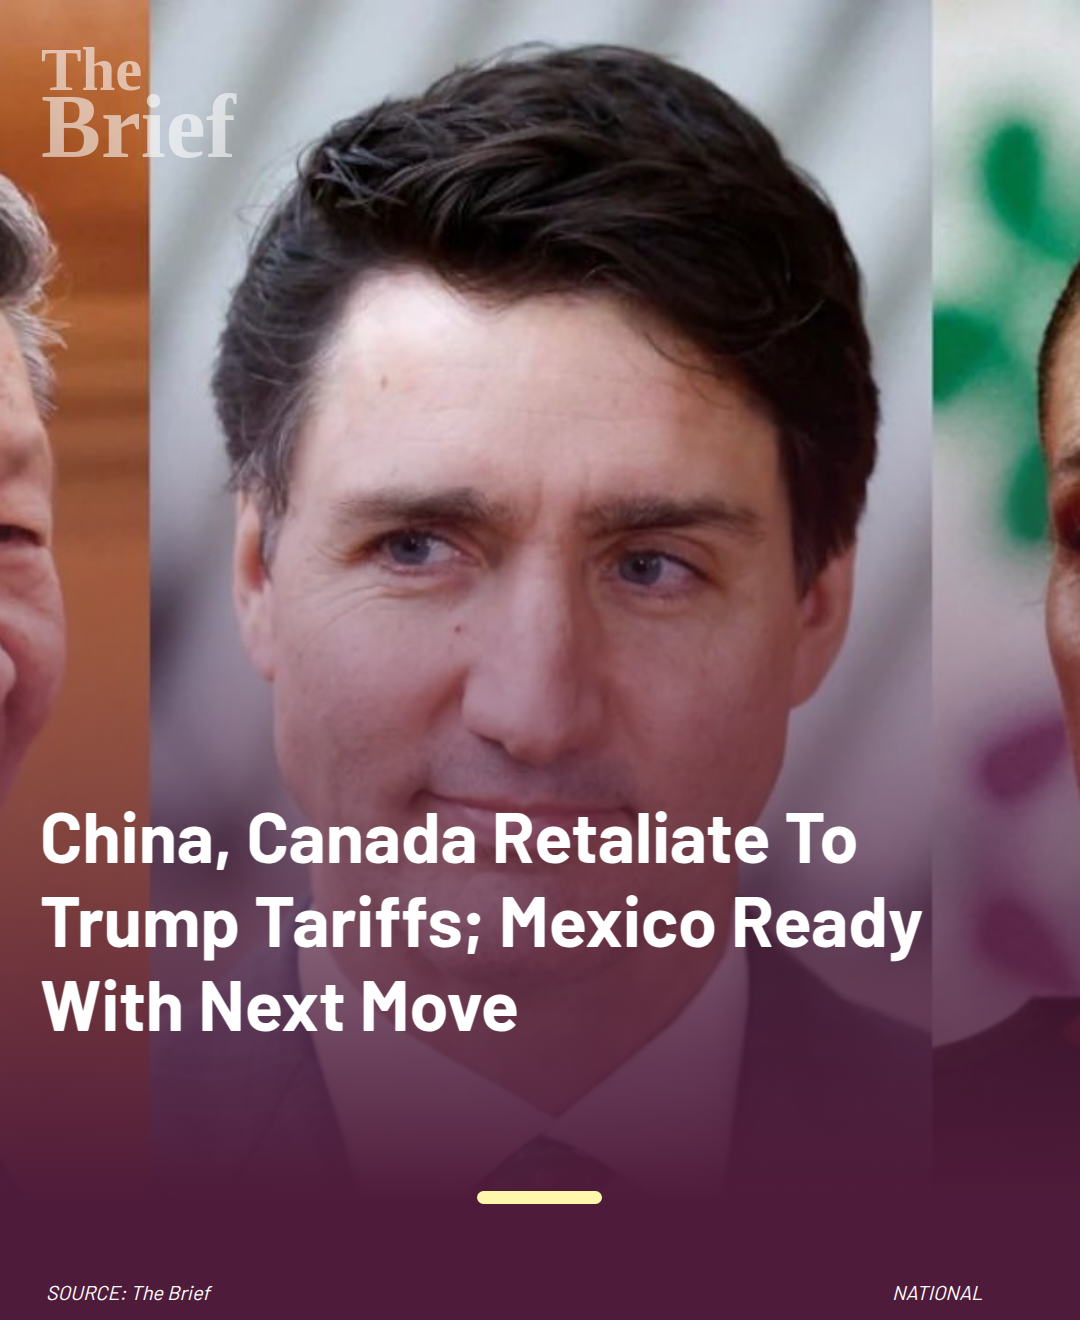 The
Brief
China, Canada Retaliate To
Trump Tariffs; Mexico Ready
With Next Move
SOURCE: The Brief
NATIONAL